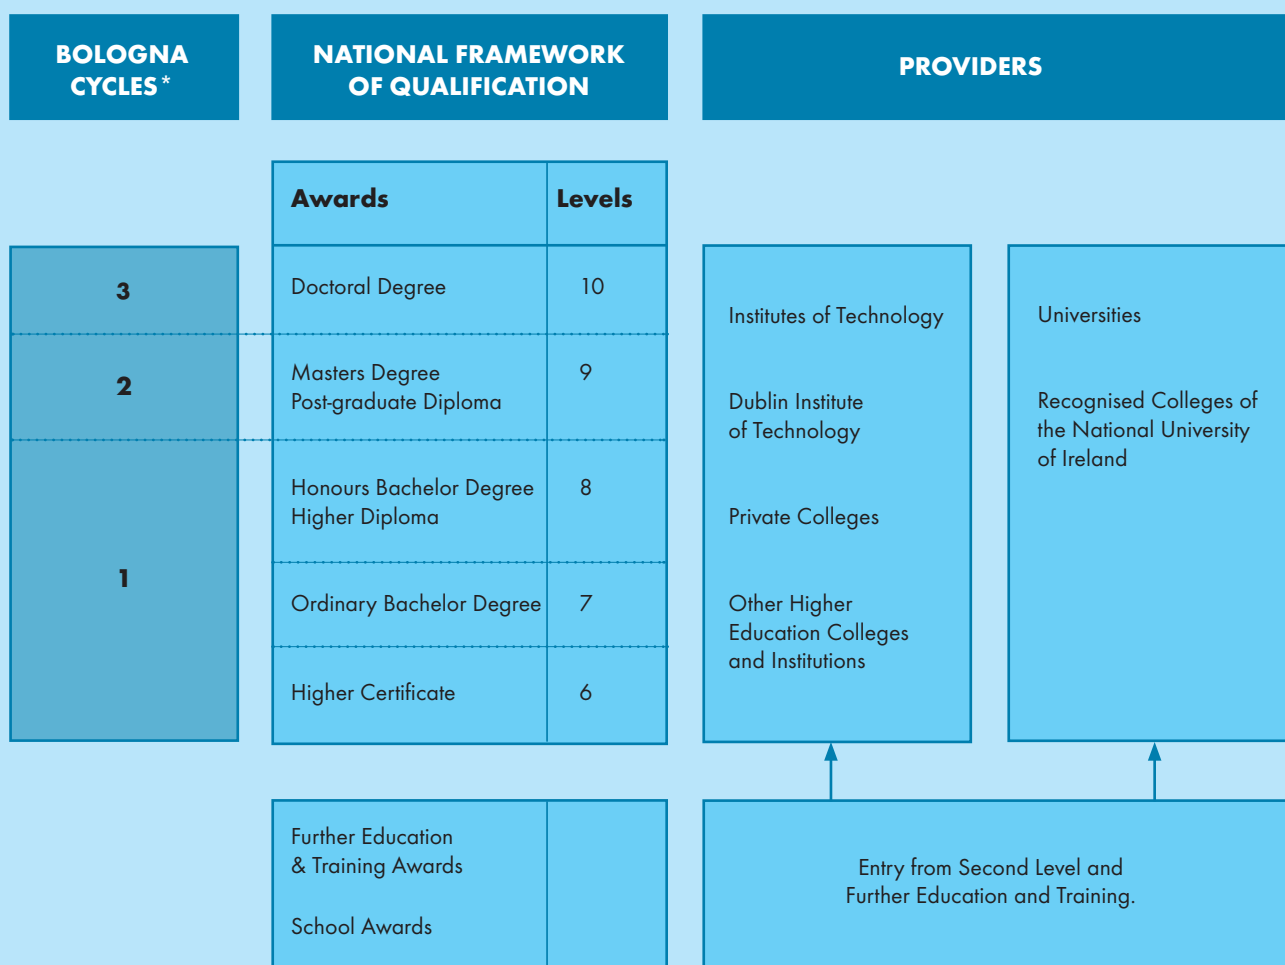 BOLOGNA
CYCLES*
NATIONAL FRAMEWORK
OF QUALIFICATION
PROVIDERS
Awards
Levels
3
Doctoral Degree
10
2
Masters Degree
Post-graduate Diploma
9
1
Honours Bachelor Degree
Higher Diploma
8
Ordinary Bachelor Degree
7
Higher Certificate
6
Institutes of Technology
Dublin Institute
of Technology
Private Colleges
Other Higher
Education Colleges
and Institutions
Universities
Recognised Colleges of
the National University
of Ireland
Further Education
& Training Awards
School Awards
Entry from Second Level and
Further Education and Training.